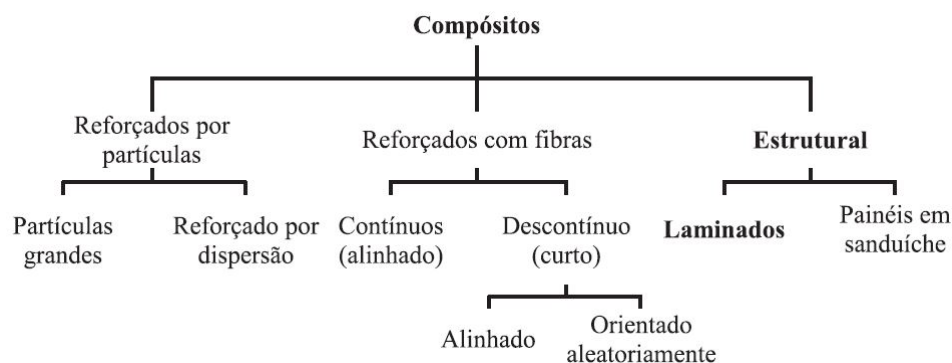 Compósitos
Reforçados por
partículas
Reforçados com fibras
Estrutural
Partículas
grandes
Reforçado por
dispersão
Contínuos
(alinhado)
Descontínuo
(curto)
Laminados
Painéis em
sanduíche
Alinhado
Orientado
aleatoriamente